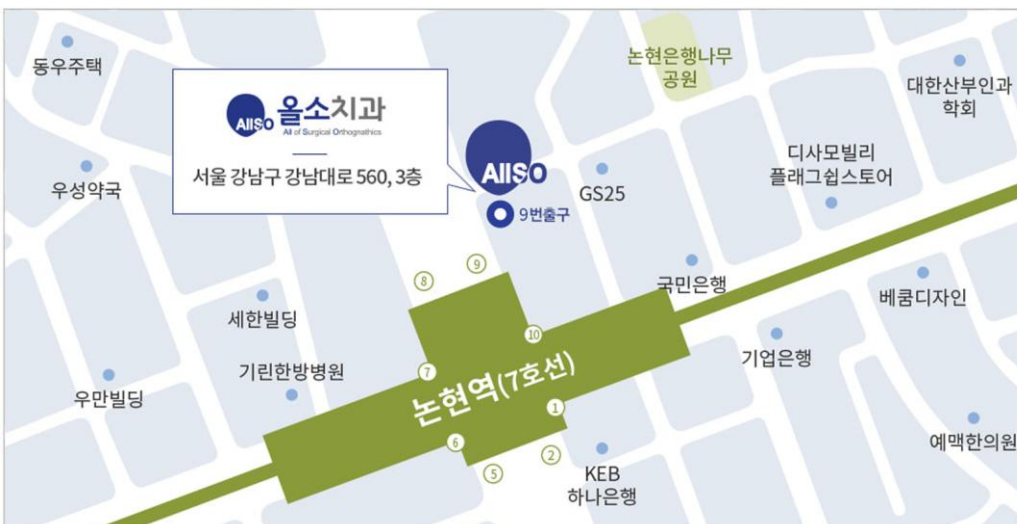 동우주택
논현은행나무
공원
대한산부인과
학회
AllSO 올소치과
All of Surgical Orthognathics
서울 강남구 강남대로 560, 3층
AllSO
9번출구
우성약국
GS25
디사모빌리
플래그쉽스토어
국민은행
베쿰디자인
세한빌딩
기린한방병원
우만빌딩
기업은행
예맥한의원
8
9
10
7
논현역(7호선)
1
6
2
5
KEB
하나은행